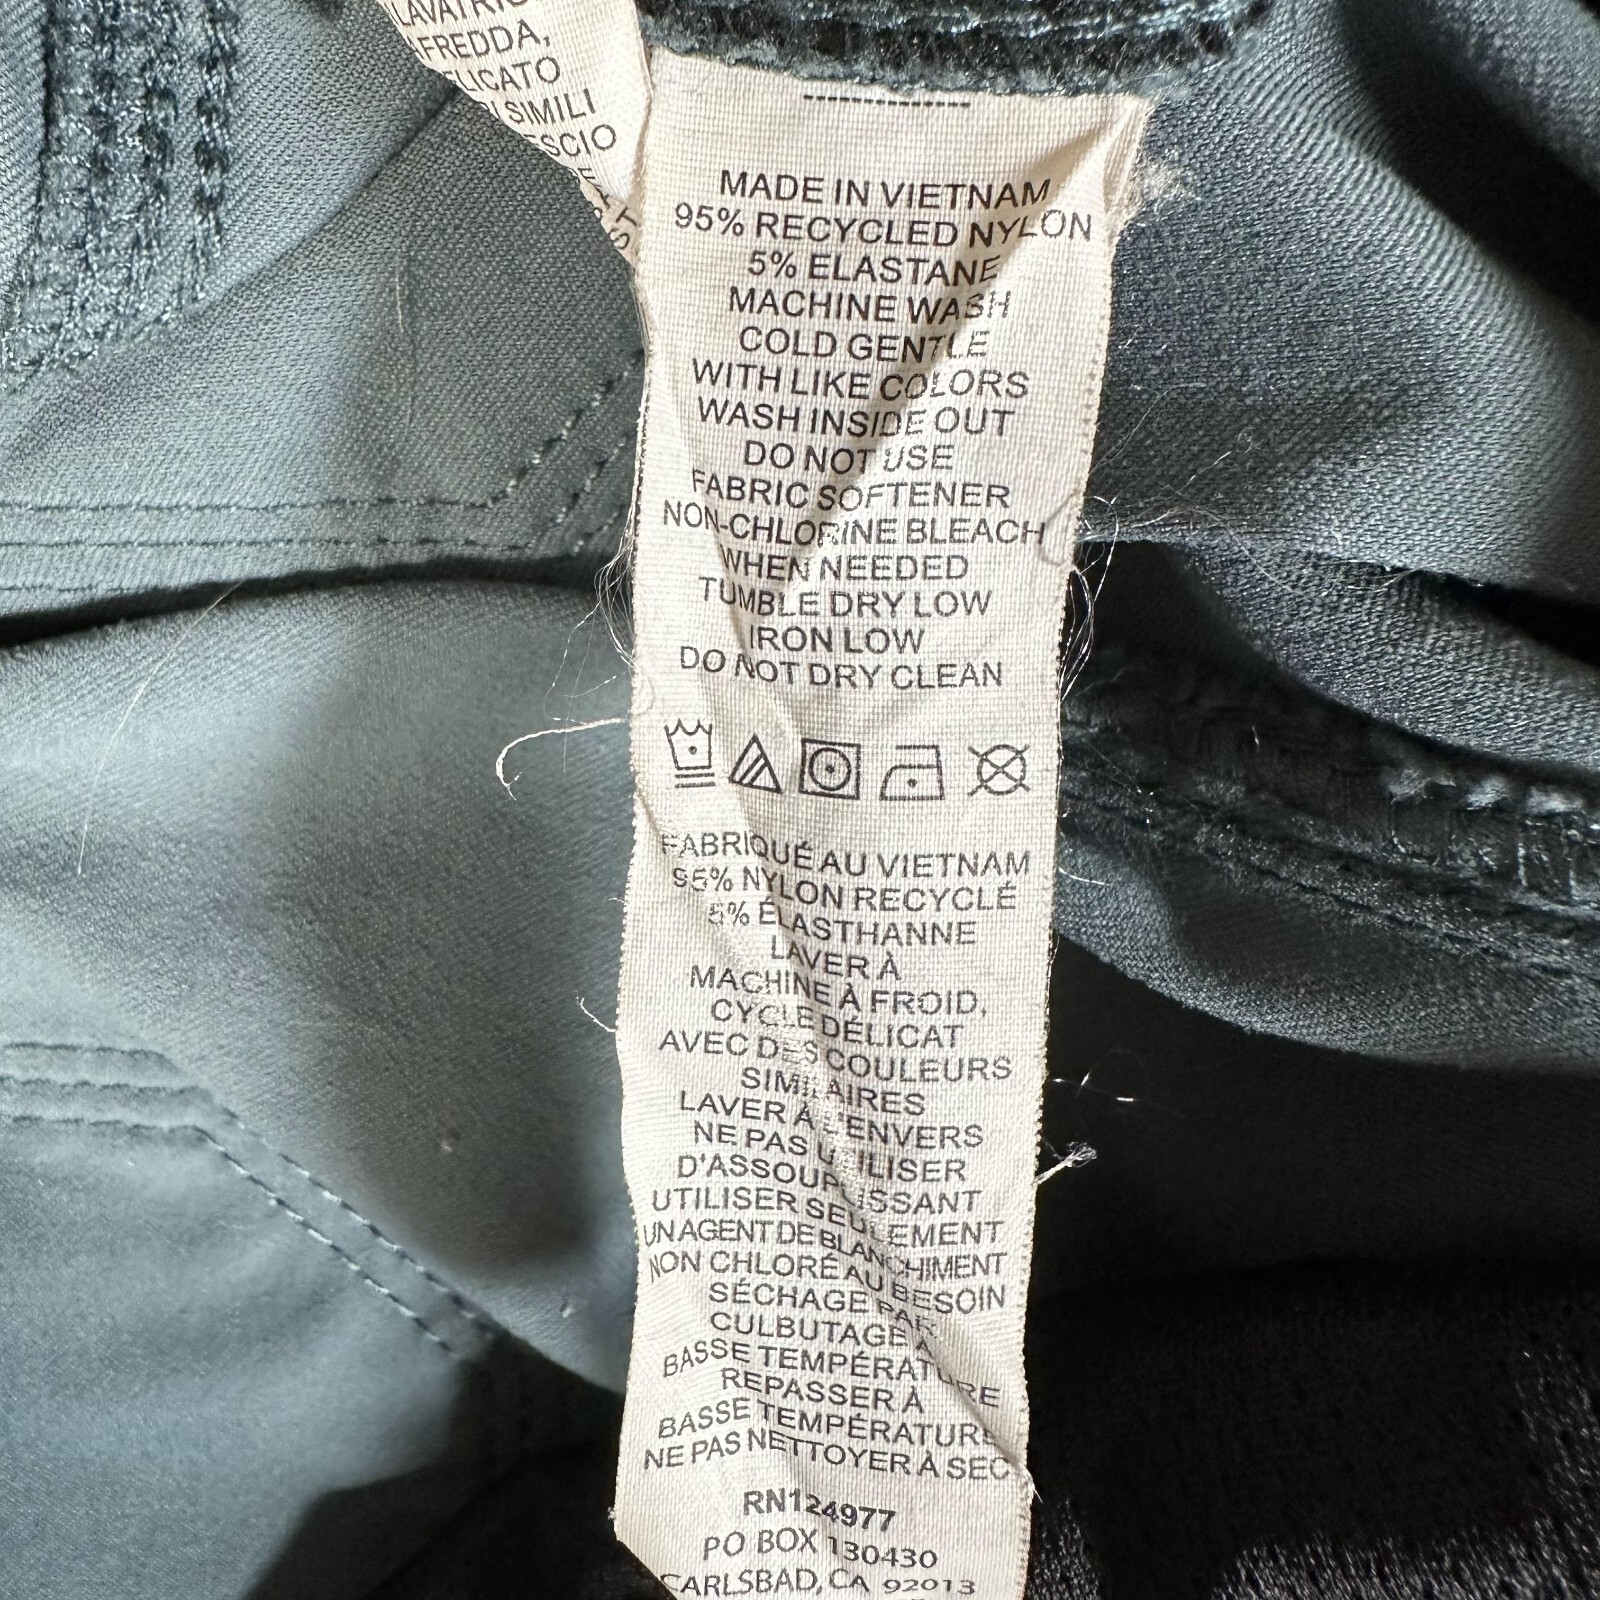 LAVATRIC
FREDDA,
ELICATO
SIMILI
ESCIO
MADE IN VIETNAM
95% RECYCLED NYLON
5% ELASTANE
MACHINE WASH
COLD GENTLE
WITH LIKE COLORS
WASH INSIDE OUT
DO NOT USE
FABRIC SOFTENER
NON-CHLORINE BLEACH
WHEN NEEDED
TUMBLE DRY LOW
IRON LOW
DO NOT DRY CLEAN
FABRIQUÉ AU VIETNAM
95% NYLON RECYCLÉ
5% ÉLASTHANNE
LAVER À
MACHINE À FROID,
CYCLE DÉLICAT
AVEC DES COULEURS
SIMILAIRES
LAVER À L'ENVERS
NE PAS UTILISER
D'ASSOUPLISSANT
UTILISER SEULEMENT
UN AGENT DE BLANCHIMENT
NON CHLORÉ AU BESOIN
SÉCHAGE PAR
CULBUTAGE À
BASSE TEMPÉRATURE
REPASSER À
BASSE TEMPÉRATURE
NE PAS NETTOYER À SEC
RN124977
PO BOX 130430
CARLSBAD, CA 92013